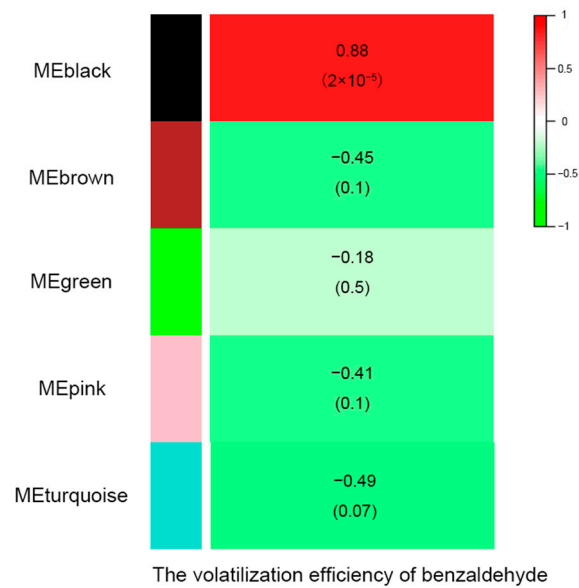 MEblack
0.88
(2×10⁻⁵)
MEbrown
−0.45
(0.1)
MEgreen
−0.18
(0.5)
MEpink
−0.41
(0.1)
MEturquoise
−0.49
(0.07)
The volatilization efficiency of benzaldehyde
1
0.5
0
−0.5
−1